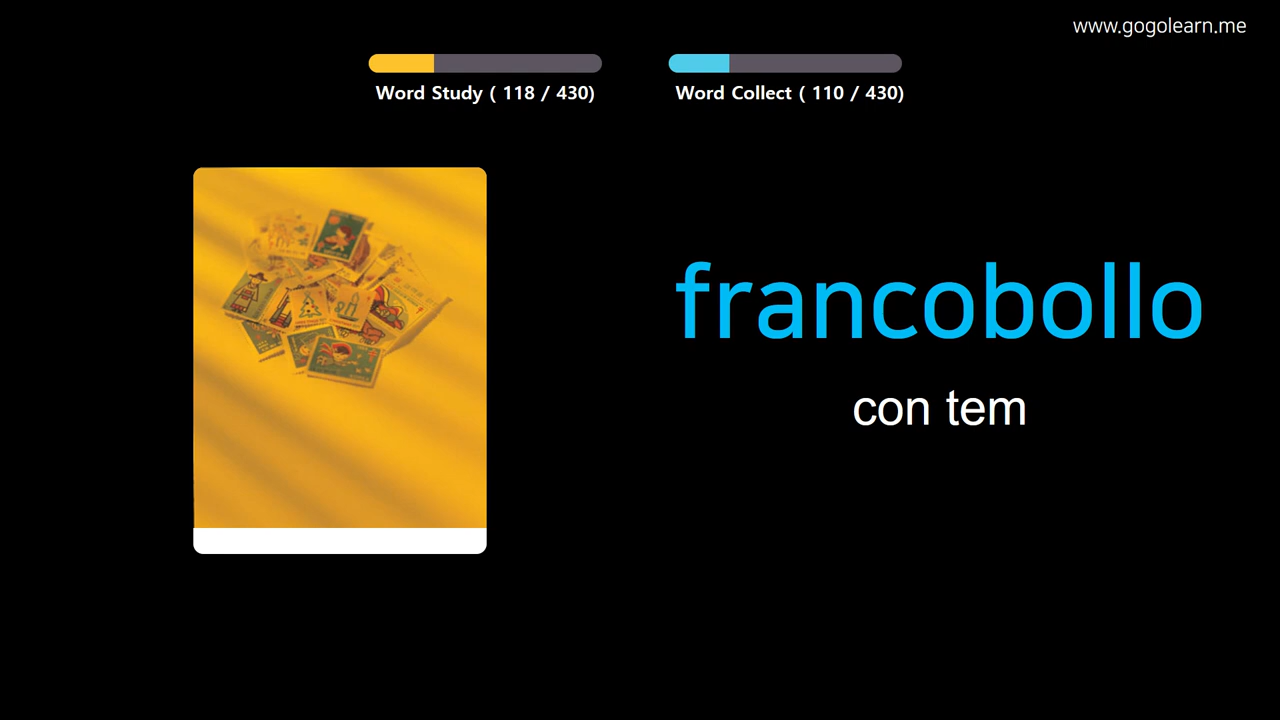 www.gogolearn.me
Word Study ( 118 / 430)
Word Collect ( 110 / 430)
francobollo
con tem